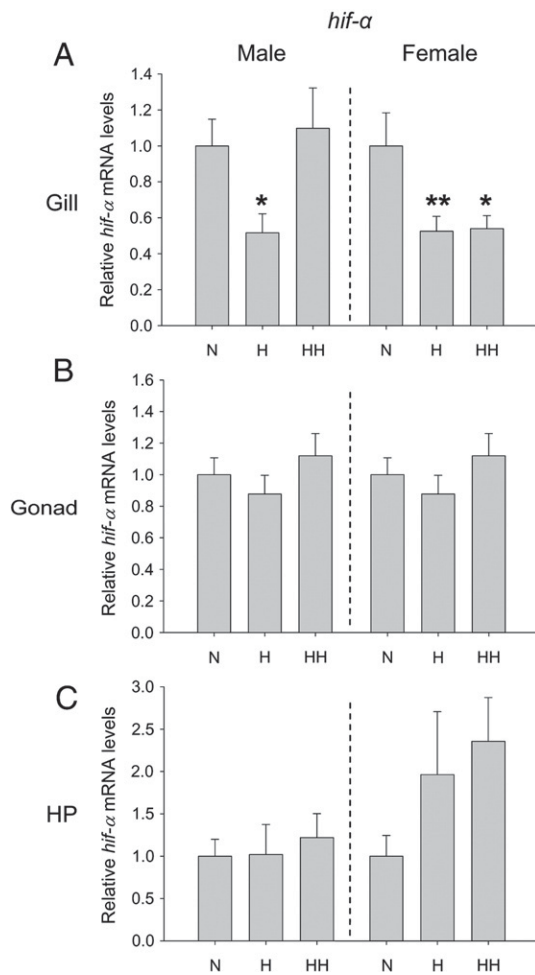 hif-α
Male Female
A
Gill
Relative hif-α mRNA levels
1.4
1.2
1.0
0.8
0.6
0.4
0.2
0.0
* ** *
N H HH N H HH
B
Gonad
Relative hif-α mRNA levels
1.6
1.4
1.2
1.0
0.8
0.6
0.4
0.2
0.0
N H HH N H HH
C
HP
Relative hif-α mRNA levels
3.0
2.5
2.0
1.5
1.0
0.5
0.0
N H HH N H HH